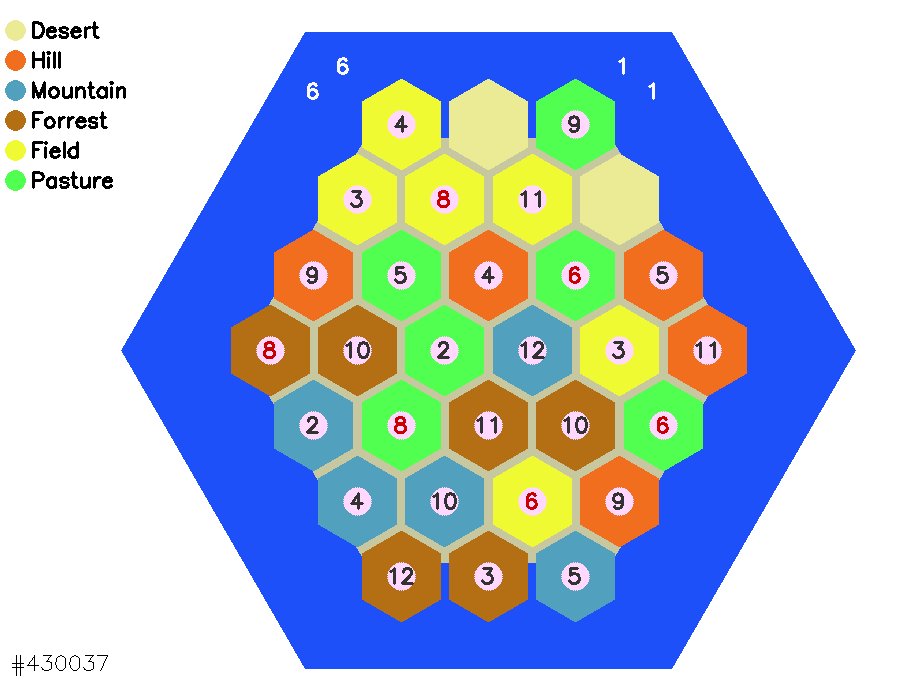 Desert
Hill
Mountain
Forrest
Field
Pasture
6 1
6 1
4 9
3 8 11
9 5 4 6 5
8 10 2 12 3 11
2 8 11 10 6
4 10 6 9
12 3 5
#430037